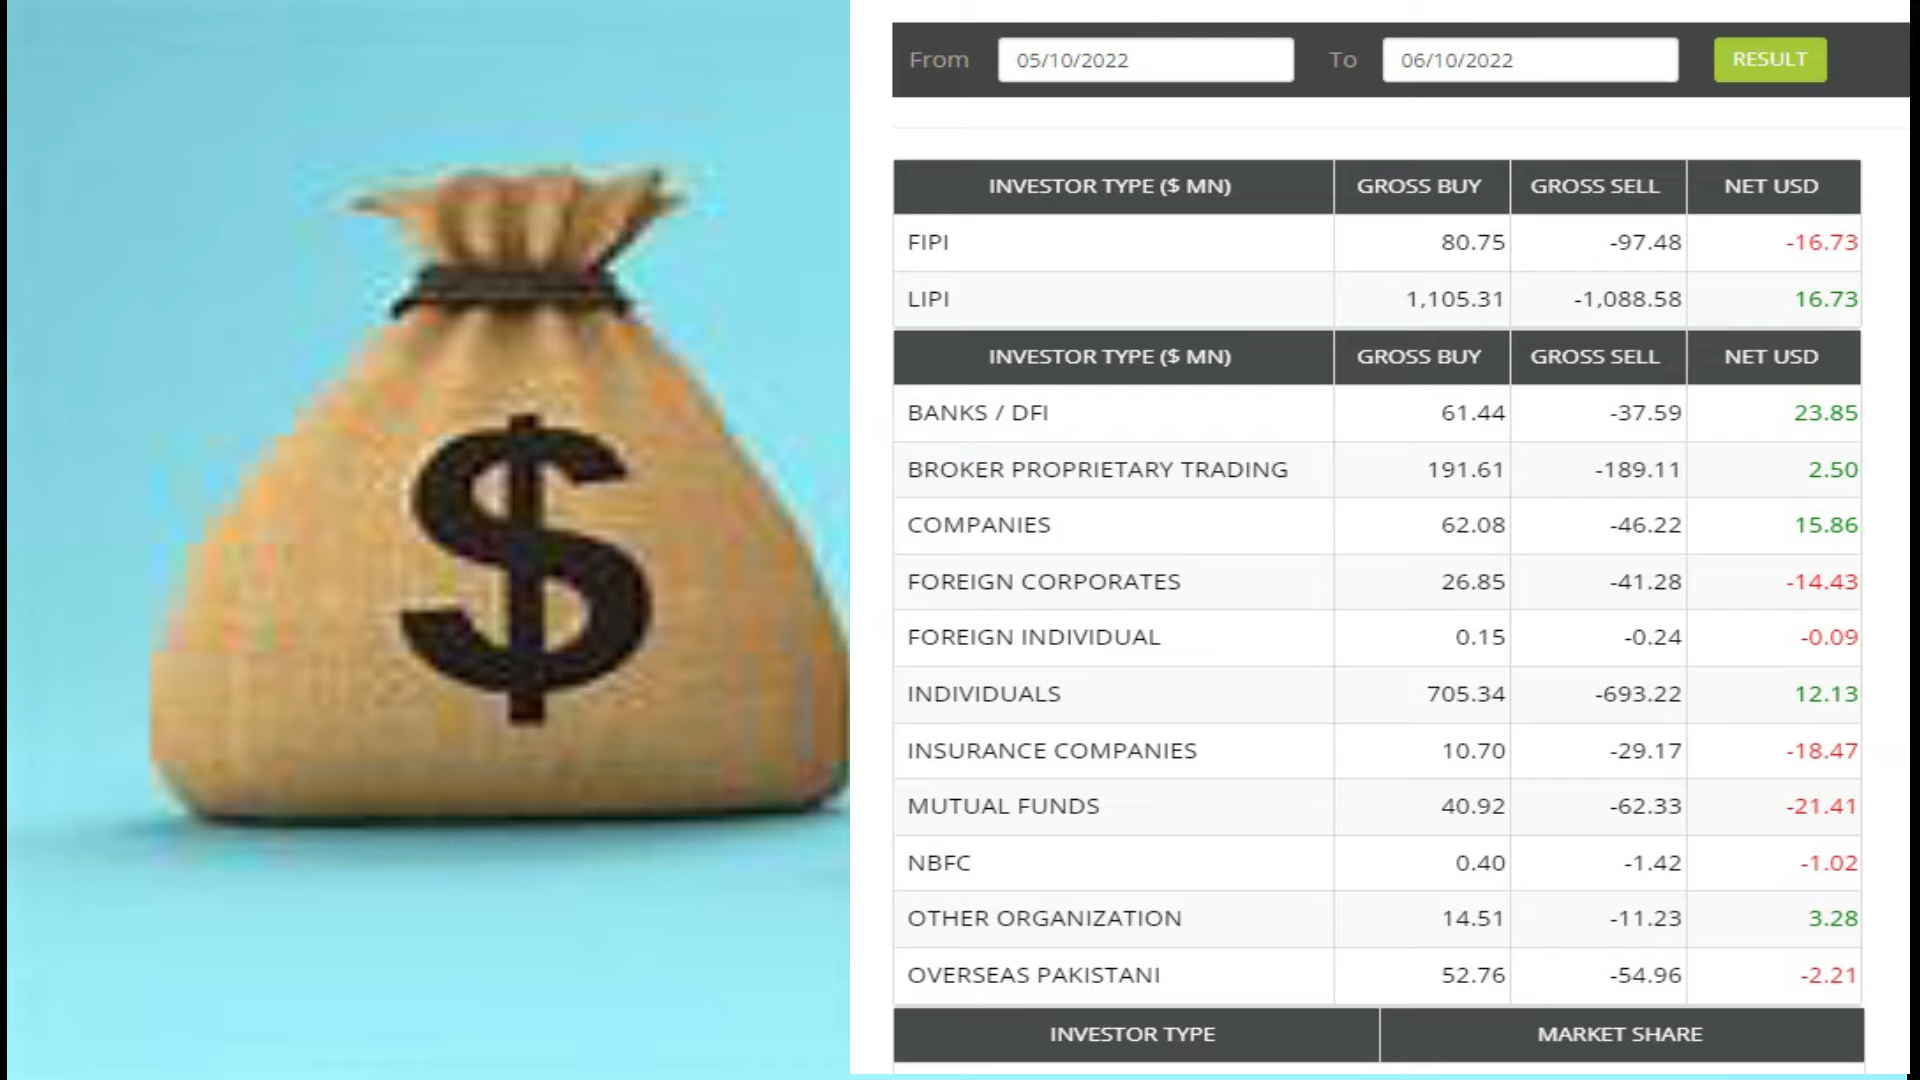 From 05/10/2022 To 06/10/2022 RESULT
INVESTOR TYPE ($ MN) GROSS BUY GROSS SELL NET USD
FIPI 80.75 -97.48 -16.73
LIPI 1,105.31 -1,088.58 16.73
INVESTOR TYPE ($ MN) GROSS BUY GROSS SELL NET USD
BANKS / DFI 61.44 -37.59 23.85
BROKER PROPRIETARY TRADING 191.61 -189.11 2.50
COMPANIES 62.08 -46.22 15.86
FOREIGN CORPORATES 26.85 -41.28 -14.43
FOREIGN INDIVIDUAL 0.15 -0.24 -0.09
INDIVIDUALS 705.34 -693.22 12.13
INSURANCE COMPANIES 10.70 -29.17 -18.47
MUTUAL FUNDS 40.92 -62.33 -21.41
NBFC 0.40 -1.42 -1.02
OTHER ORGANIZATION 14.51 -11.23 3.28
OVERSEAS PAKISTANI 52.76 -54.96 -2.21
INVESTOR TYPE MARKET SHARE
$